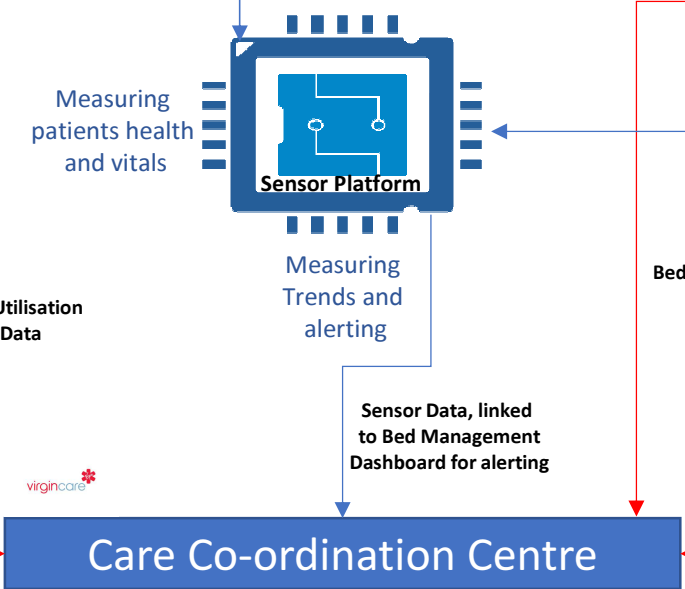 Measuring
patients health
and vitals
Sensor Platform
Measuring
Trends and
alerting
Bed
Utilisation
Data
Sensor Data, linked
to Bed Management
Dashboard for alerting
virgincare
Care Co-ordination Centre